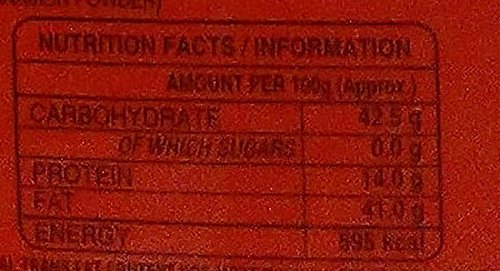 NUTRITION FACTS / INFORMATION
AMOUNT PER 100g (Approx.)
CARBOHYDRATE 42.5 g
OF WHICH SUGARS 0.0 g
PROTEIN 14.0 g
FAT 41.0 g
ENERGY 595 kcal